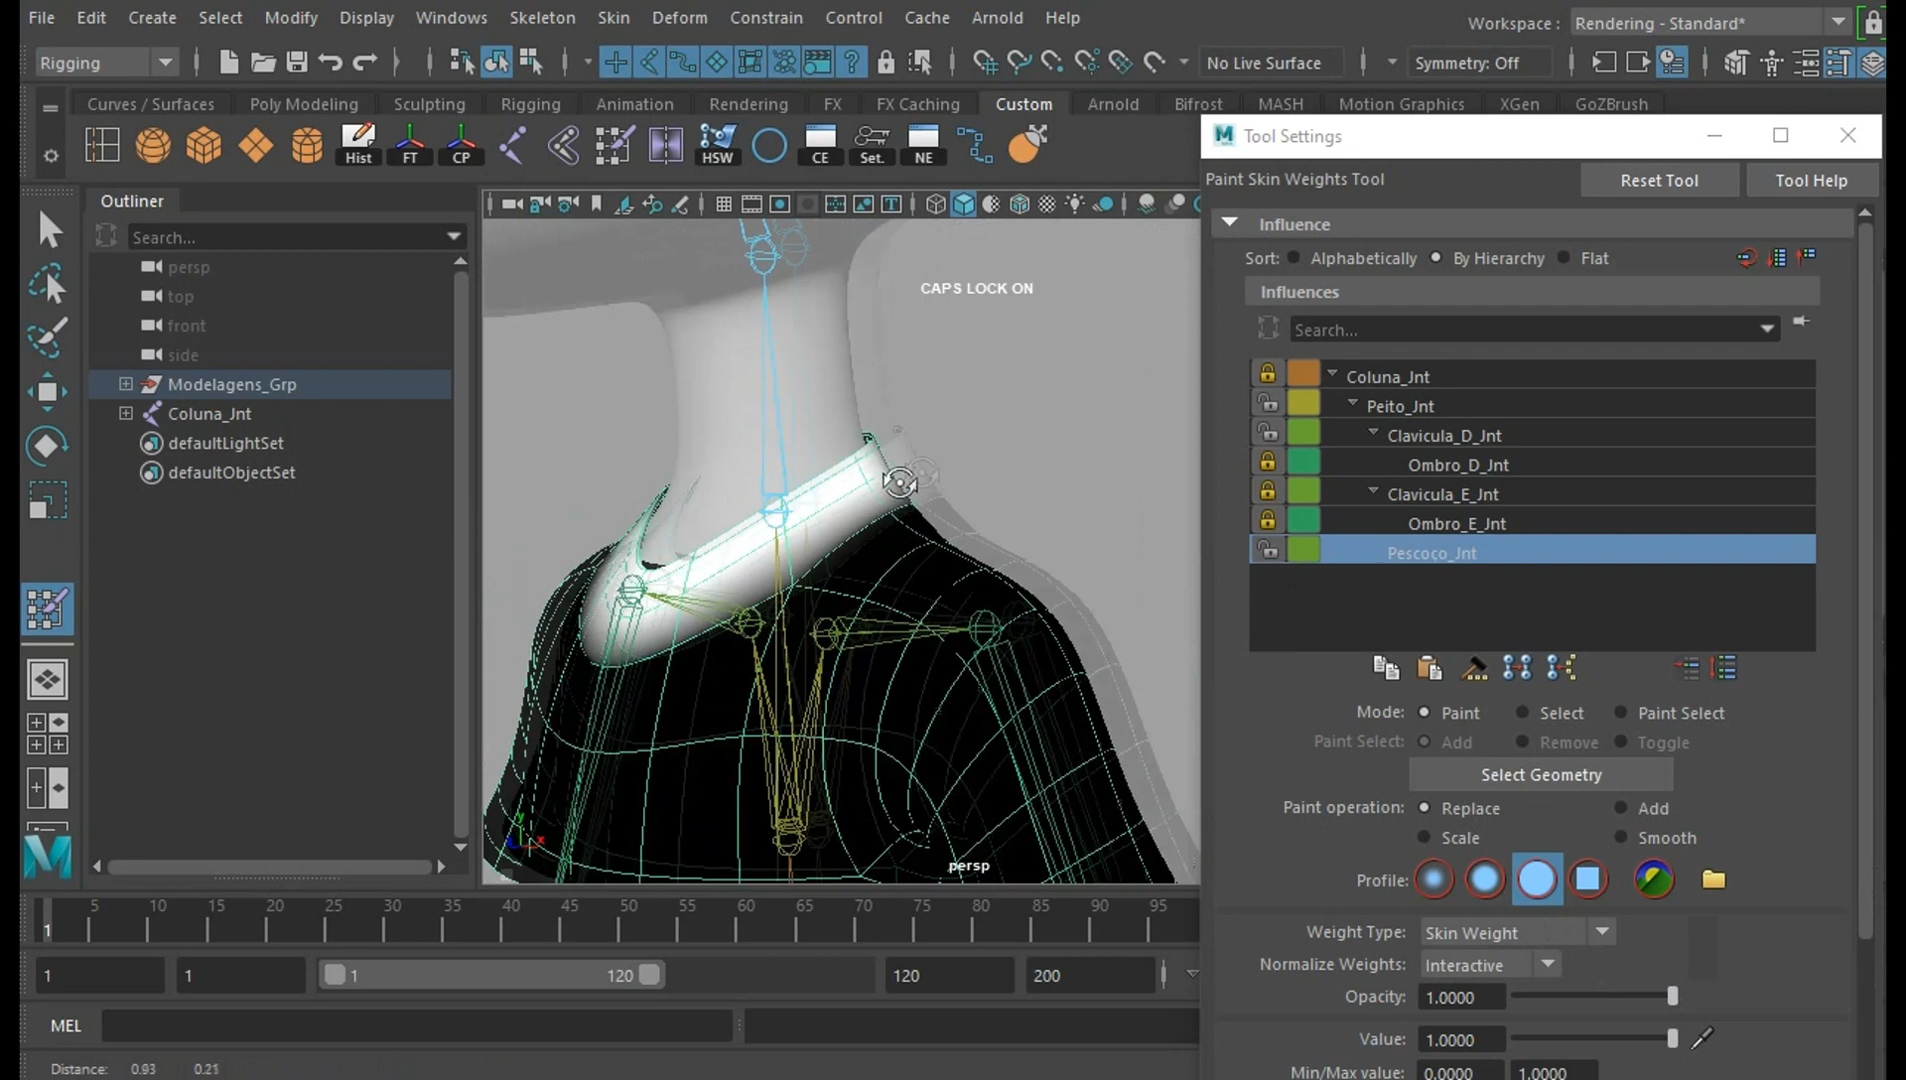 File Edit Create Select Modify Display Windows Skeleton Skin Deform Constrain Control Cache Arnold Help
Workspace : Rendering - Standard*
Rigging No Live Surface Symmetry: Off
Curves / Surfaces Poly Modeling Sculpting Rigging Animation Rendering FX FX Caching Custom Arnold Bifrost MASH Motion Graphics XGen GoZBrush
Hist FT CP HSW CE Set. NE
Tool Settings
Paint Skin Weights Tool Reset Tool Tool Help
Outliner
Search...
persp
top
front
side
Modelagens_Grp
Coluna_Jnt
defaultLightSet
defaultObjectSet
CAPS LOCK ON
y
x
persp
Influence
Sort: Alphabetically By Hierarchy Flat
Influences
Search...
Coluna_Jnt
Peito_Jnt
Clavicula_D_Jnt
Ombro_D_Jnt
Clavicula_E_Jnt
Ombro_E_Jnt
Pescoço_Jnt
Mode: Paint Select Paint Select
Paint Select: Add Remove Toggle
Select Geometry
Paint operation: Replace Add
Scale Smooth
Profile:
Weight Type: Skin Weight
Normalize Weights: Interactive
Opacity: 1.0000
Value: 1.0000
Min/Max value: 0.0000 1.0000
5 10 15 20 25 30 35 40 45 50 55 60 65 70 75 80 85 90 95
1
1 1 1 120 120 200
MEL
Distance: 0.93 0.21